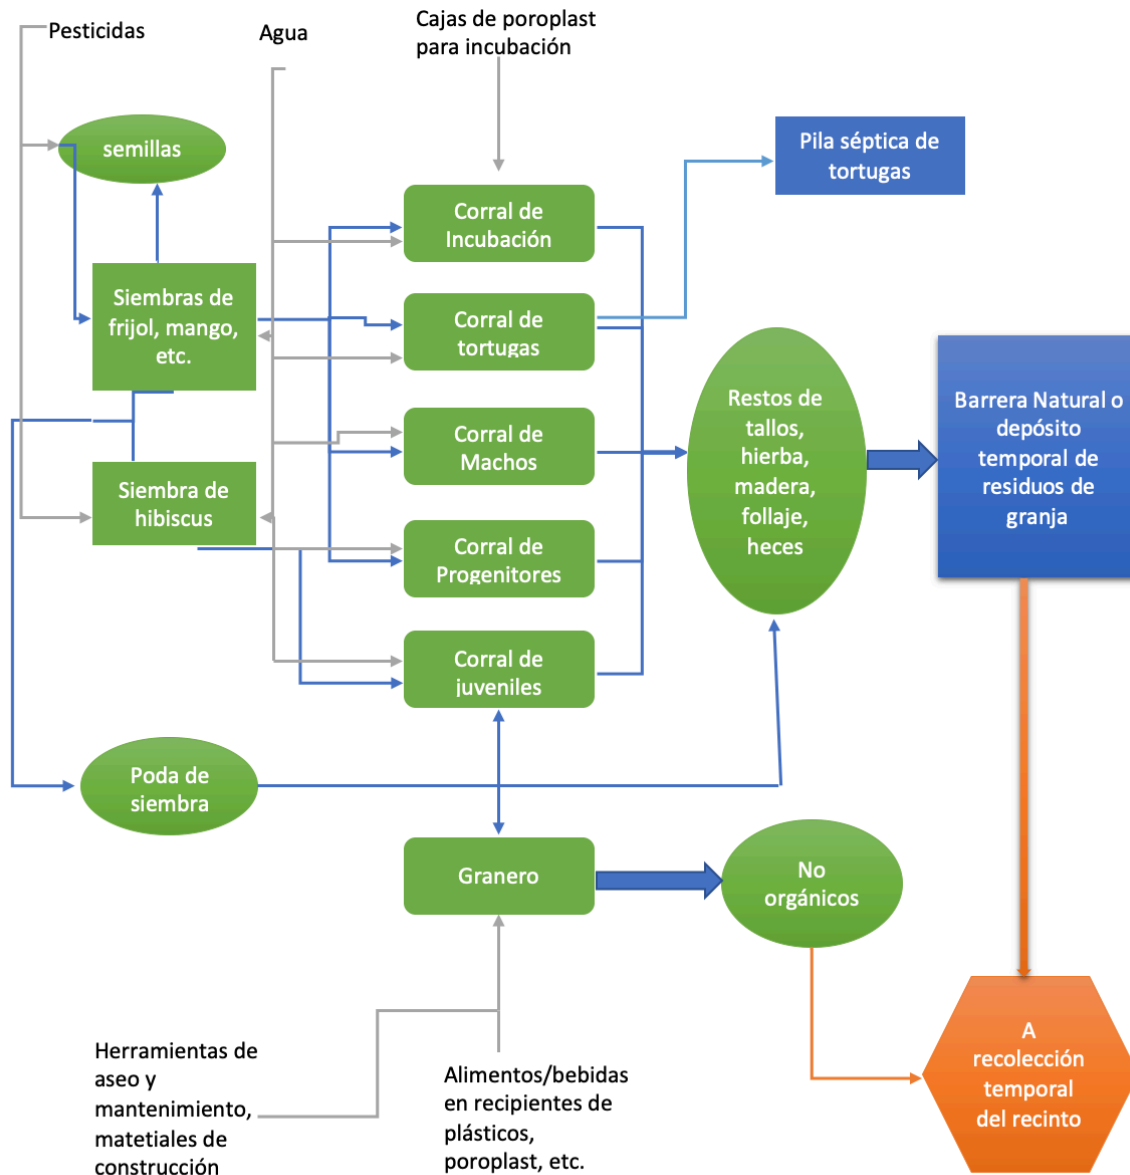 Pesticidas
Agua
Cajas de poroplast
para incubación
semillas
Pila séptica de
tortugas
Corral de
Incubación
Siembras de
frijol, mango,
etc.
Corral de
tortugas
Restos de
tallos,
hierba,
madera,
follaje,
heces
Barrera Natural o
depósito
temporal de
residuos de
granja
Corral de
Machos
Siembra de
hibiscus
Corral de
Progenitores
Corral de
juveniles
Poda de
siembra
Granero
No
orgánicos
Herramientas de
aseo y
mantenimiento,
matetiales de
construcción
Alimentos/bebidas
en recipientes de
plásticos,
poroplast, etc.
A
recolección
temporal
del recinto